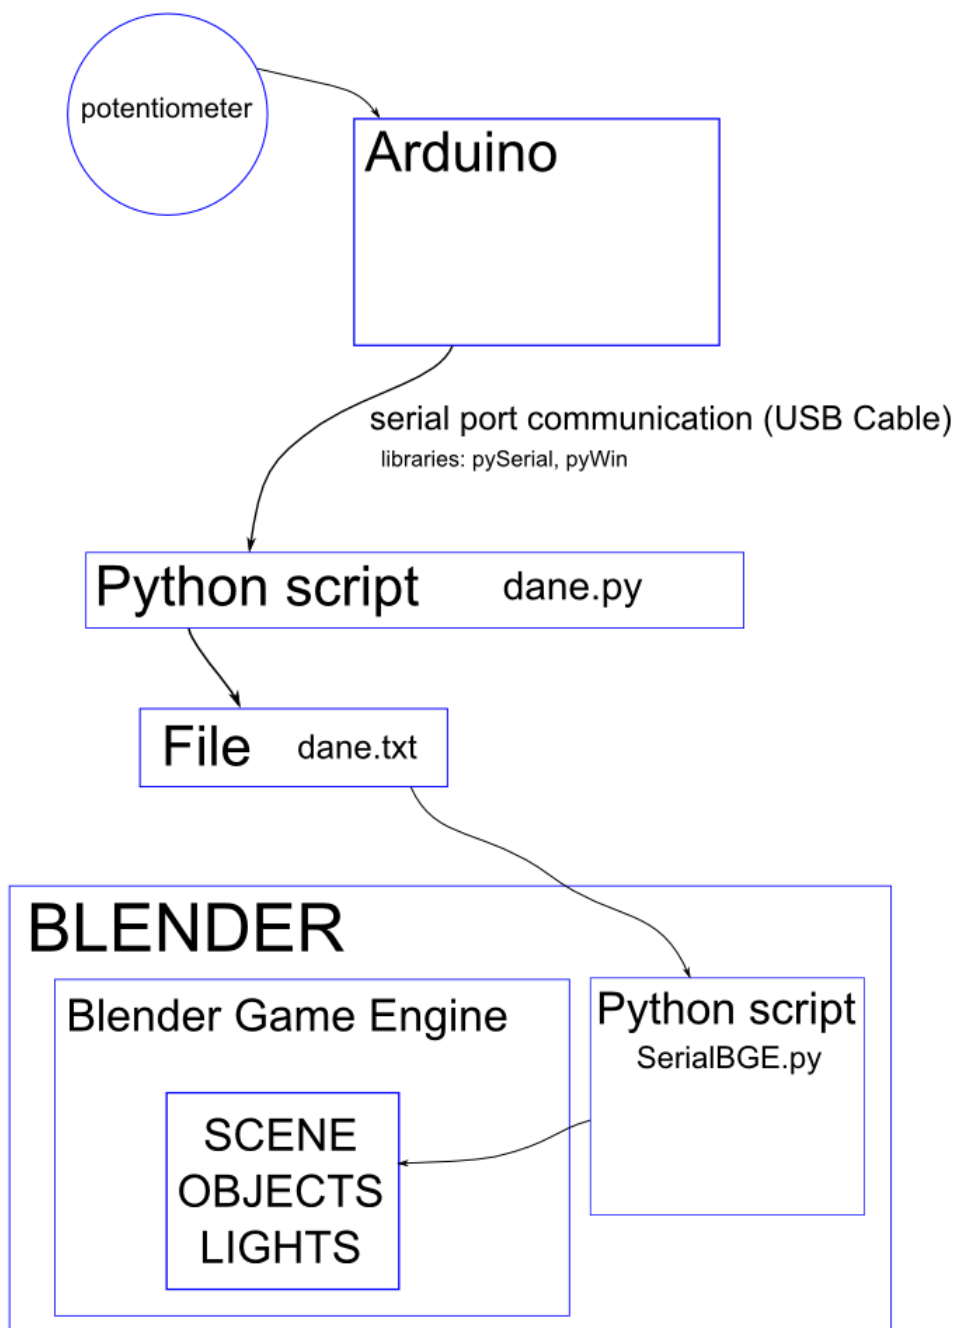 potentiometer
Arduino
serial port communication (USB Cable)
libraries: pySerial, pyWin
Python script dane.py
File dane.txt
BLENDER
Blender Game Engine
Python script
SerialBGE.py
SCENE
OBJECTS
LIGHTS